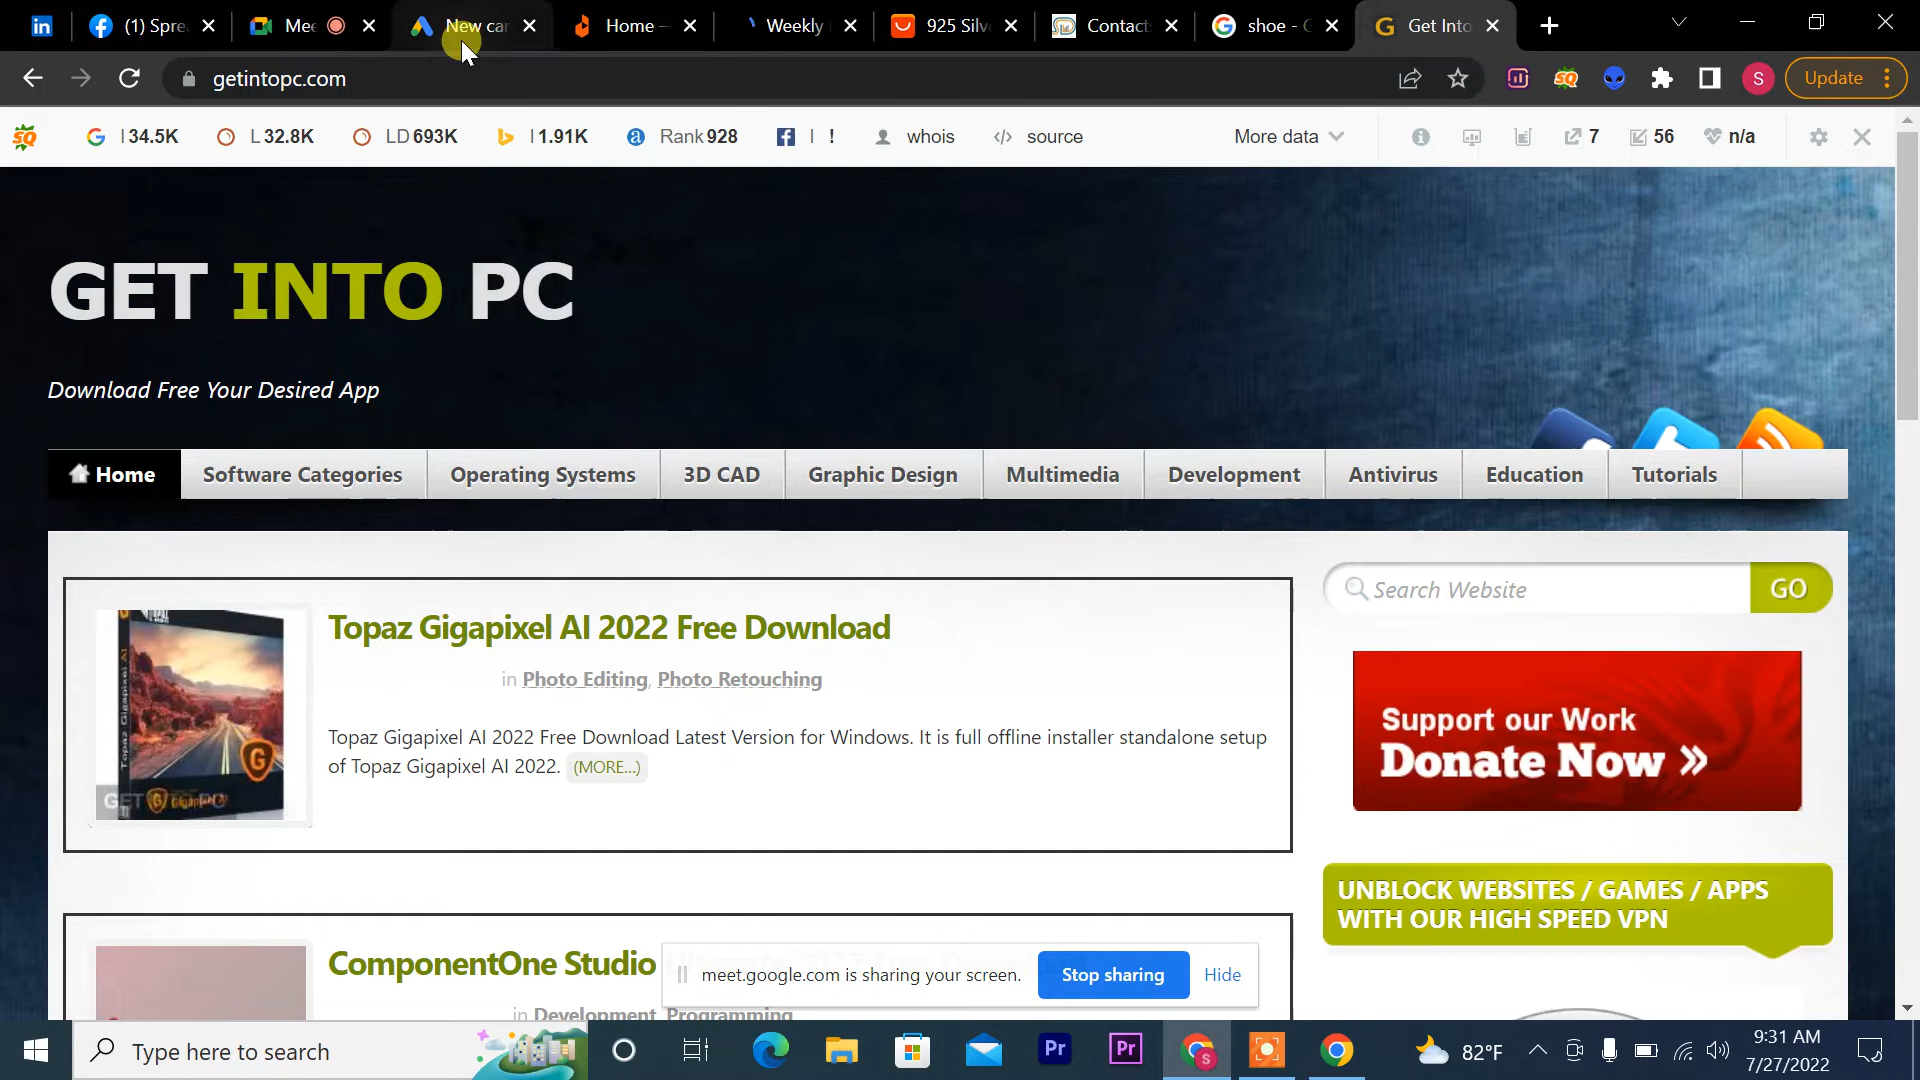 (1) Spre
Mee
New car
Home –
Weekly
925 Silv
Contact
shoe - G
Get Into
getintopc.com
S
Update
SQ
I 34.5K
L 32.8K
LD 693K
I 1.91K
Rank 928
I !
whois
source
More data
7
56
n/a
GET INTO PC
Download Free Your Desired App
Home
Software Categories
Operating Systems
3D CAD
Graphic Design
Multimedia
Development
Antivirus
Education
Tutorials
Topaz Gigapixel AI 2022 Free Download
in Photo Editing, Photo Retouching
Topaz Gigapixel AI 2022 Free Download Latest Version for Windows. It is full offline installer standalone setup
of Topaz Gigapixel AI 2022. (MORE...)
Search Website
GO
Support our Work
Donate Now »
UNBLOCK WEBSITES / GAMES / APPS
WITH OUR HIGH SPEED VPN
ComponentOne Studio
in Development, Programming
meet.google.com is sharing your screen.
Stop sharing
Hide
Type here to search
Pr
Pr
82°F
9:31 AM
7/27/2022